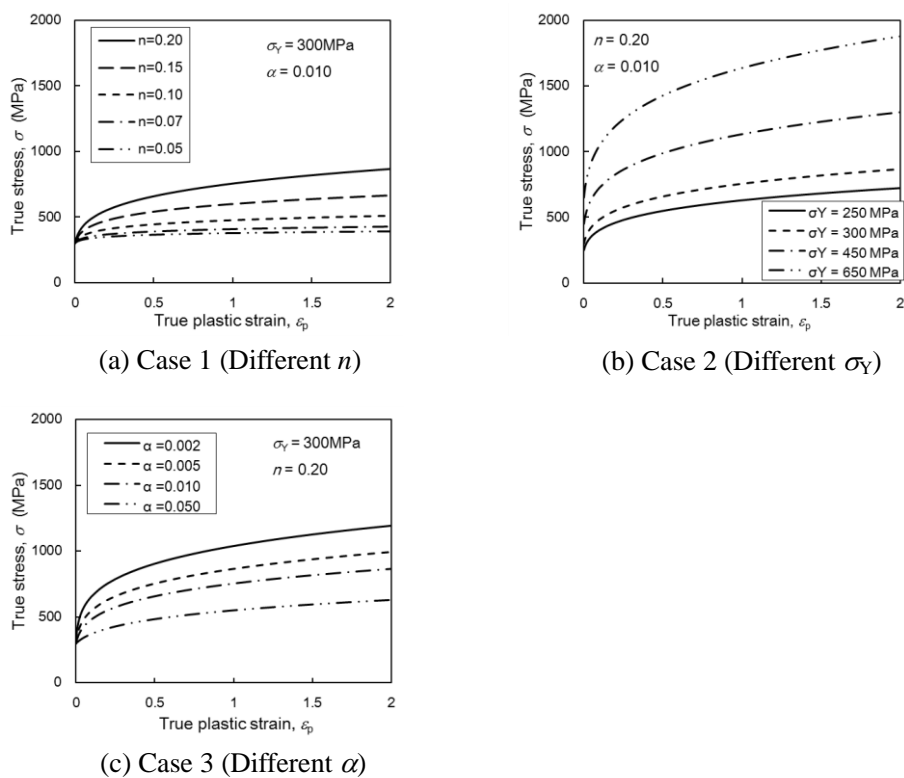 2000
1500
1000
500
0
True stress, σ (MPa)
n=0.20
n=0.15
n=0.10
n=0.07
n=0.05
σY = 300MPa
α = 0.010
0 0.5 1 1.5 2
True plastic strain, εp
(a) Case 1 (Different n)
2000
1500
1000
500
0
True stress, σ (MPa)
n = 0.20
α = 0.010
σY = 250 MPa
σY = 300 MPa
σY = 450 MPa
σY = 650 MPa
0 0.5 1 1.5 2
True plastic strain, εp
(b) Case 2 (Different σY)
2000
1500
1000
500
0
True stress, σ (MPa)
α =0.002
α =0.005
α =0.010
α =0.050
σY = 300MPa
n = 0.20
0 0.5 1 1.5 2
True plastic strain, εp
(c) Case 3 (Different α)